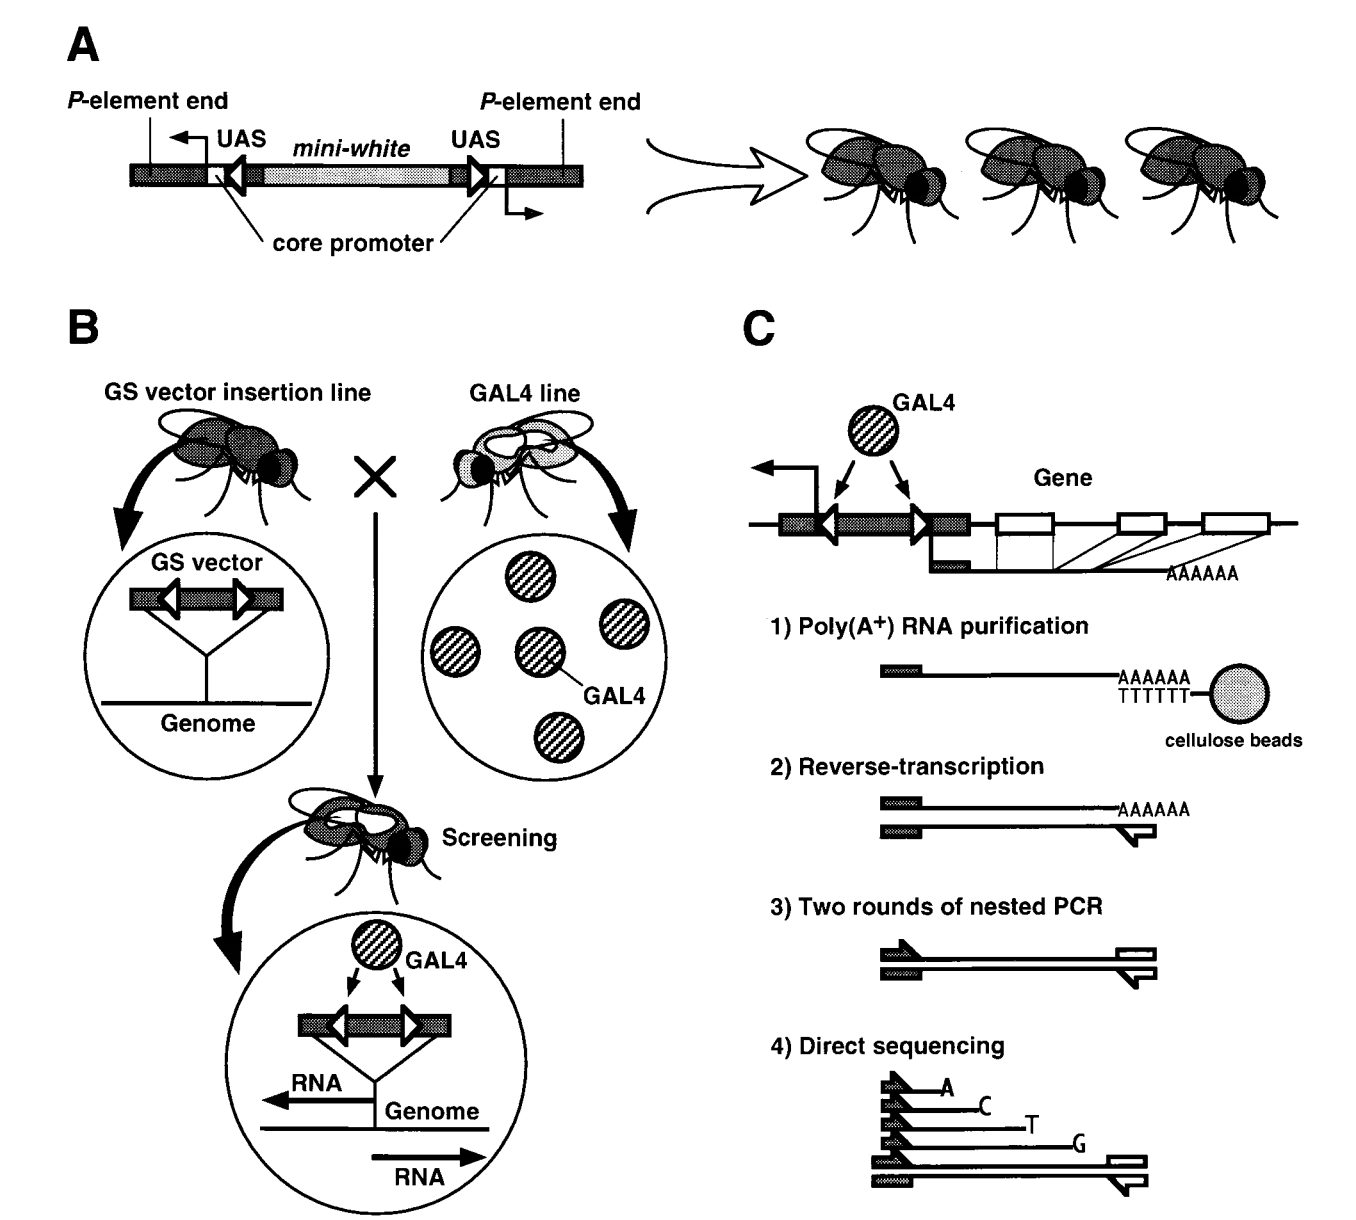 A
P-element end
P-element end
UAS
mini-white
UAS
core promoter
B
GS vector insertion line
GAL4 line
GS vector
Genome
GAL4
Screening
GAL4
RNA
Genome
RNA
C
GAL4
Gene
AAAAAA
1) Poly(A+) RNA purification
AAAAAA
TTTTTT
cellulose beads
2) Reverse-transcription
AAAAAA
3) Two rounds of nested PCR
4) Direct sequencing
A
C
T
G